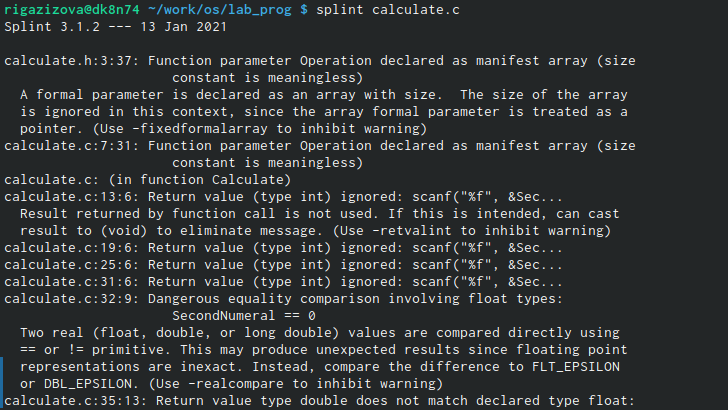 rigazizova@dk8n74 ~/work/os/lab_prog $ splint calculate.c
Splint 3.1.2 --- 13 Jan 2021
calculate.h:3:37: Function parameter Operation declared as manifest array (size
constant is meaningless)
A formal parameter is declared as an array with size. The size of the array
is ignored in this context, since the array formal parameter is treated as a
pointer. (Use -fixedformalarray to inhibit warning)
calculate.c:7:31: Function parameter Operation declared as manifest array (size
constant is meaningless)
calculate.c: (in function Calculate)
calculate.c:13:6: Return value (type int) ignored: scanf("%f", &Sec...
Result returned by function call is not used. If this is intended, can cast
result to (void) to eliminate message. (Use -retvalint to inhibit warning)
calculate.c:19:6: Return value (type int) ignored: scanf("%f", &Sec...
calculate.c:25:6: Return value (type int) ignored: scanf("%f", &Sec...
calculate.c:31:6: Return value (type int) ignored: scanf("%f", &Sec...
calculate.c:32:9: Dangerous equality comparison involving float types:
SecondNumeral == 0
Two real (float, double, or long double) values are compared directly using
== or != primitive. This may produce unexpected results since floating point
representations are inexact. Instead, compare the difference to FLT_EPSILON
or DBL_EPSILON. (Use -realcompare to inhibit warning)
calculate.c:35:13: Return value type double does not match declared type float: